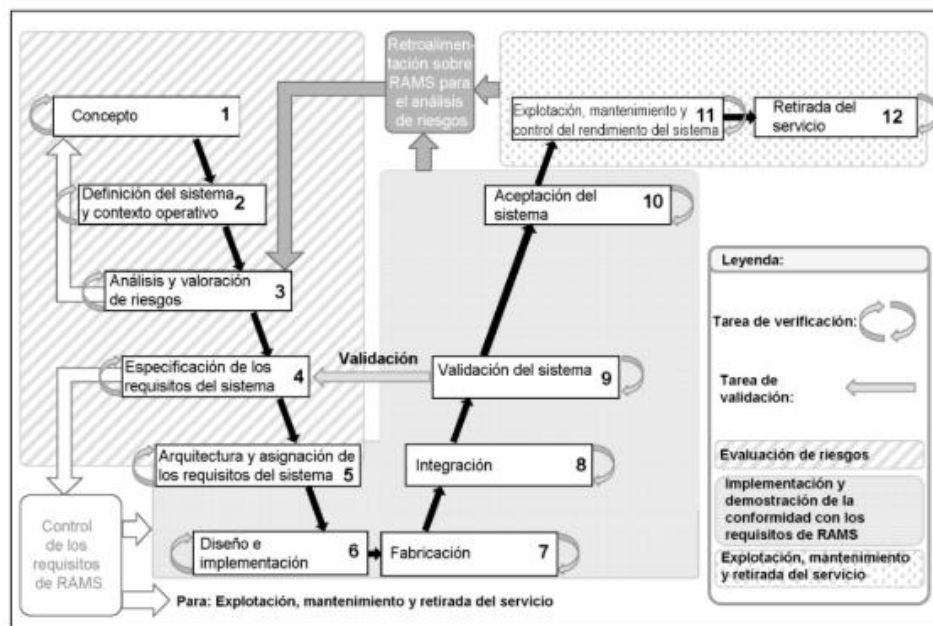 Concepto 1
Definición del sistema
y contexto operativo 2
Análisis y valoración
de riesgos 3
Especificación de los
requisitos del sistema 4
Arquitectura y asignación de
los requisitos del sistema 5
Diseño e
implementación 6
Fabricación 7
Integración 8
Validación del sistema 9
Validación
Aceptación del
sistema 10
Explotación, mantenimiento y
control del rendimiento del sistema 11
Retirada del
servicio 12
Retroalimen-
tación sobre
RAMS para
el análisis
de riesgos
Control
de los
requisitos
de RAMS
Para: Explotación, mantenimiento y retirada del servicio
Leyenda:
Tarea de verificación:
Tarea de
validación:
Evaluación de riesgos
Implementación y
demostración de la
conformidad con los
requisitos de RAMS
Explotación, mantenimiento
y retirada del servicio